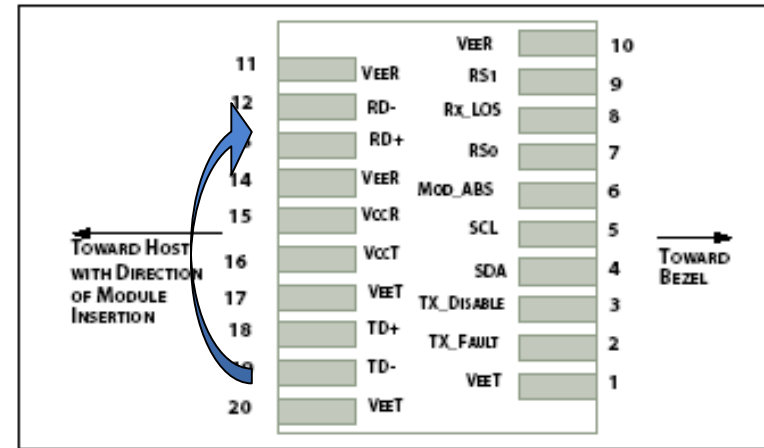 11 VEER
12 RD-
RD+
14 VEER
15 VCCR
16 VCCT
17 VEET
18 TD+
TD-
20 VEET
VEER 10
RS1 9
RX_LOS 8
RS0 7
MOD_ABS 6
SCL 5
SDA 4
TX_DISABLE 3
TX_FAULT 2
VEET 1
TOWARD HOST
WITH DIRECTION
OF MODULE
INSERTION
TOWARD
BEZEL